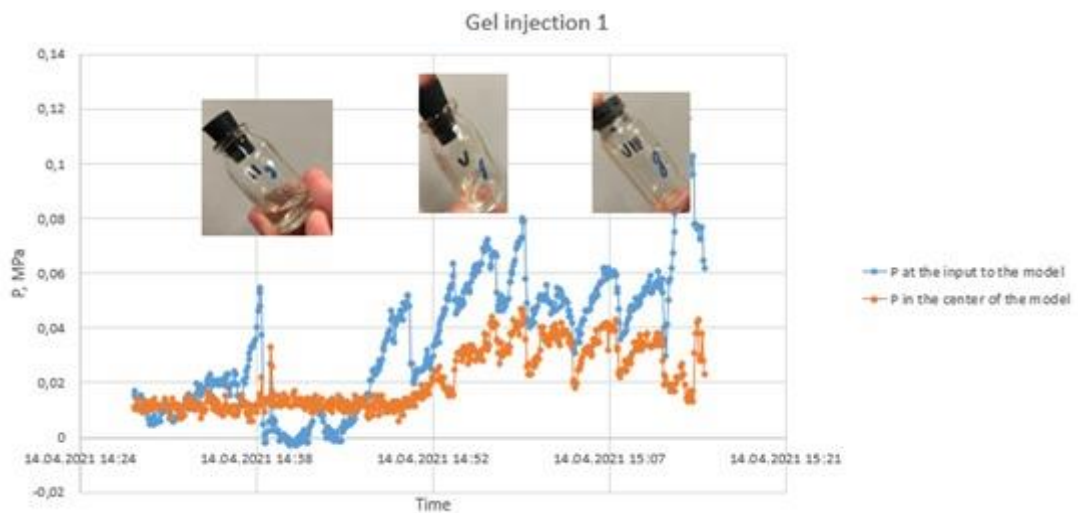 Gel injection 1
0,14
0,12
0,1
0,08
0,06
0,04
0,02
0
-0,02
P, MPa
14.04.2021 14:24
14.04.2021 14:38
14.04.2021 14:52
14.04.2021 15:07
14.04.2021 15:21
Time
P at the input to the model
P in the center of the model
V
VIII